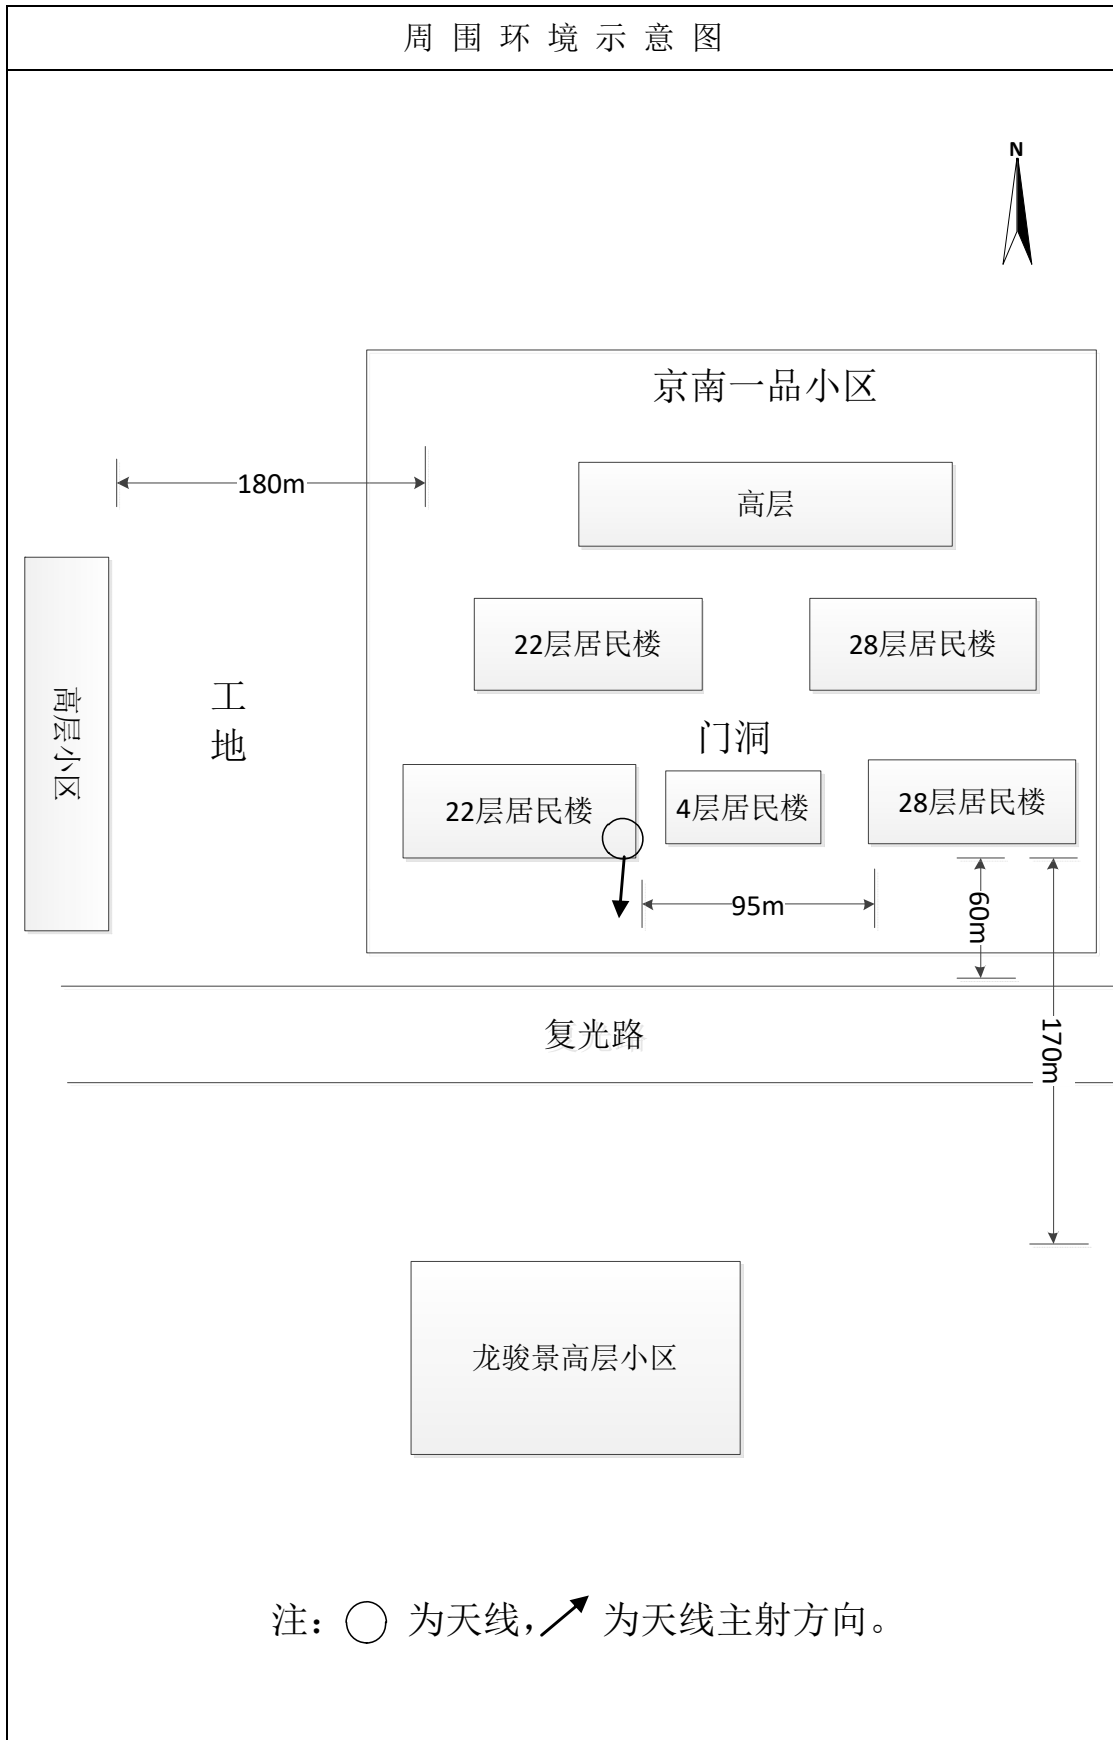 周围环境示意图
N
京南一品小区
180m
高层
22层居民楼
28层居民楼
高层小区
工地
门洞
22层居民楼
4层居民楼
28层居民楼
95m
60m
复光路
170m
龙骏景高层小区
注：○ 为天线，↗ 为天线主射方向。